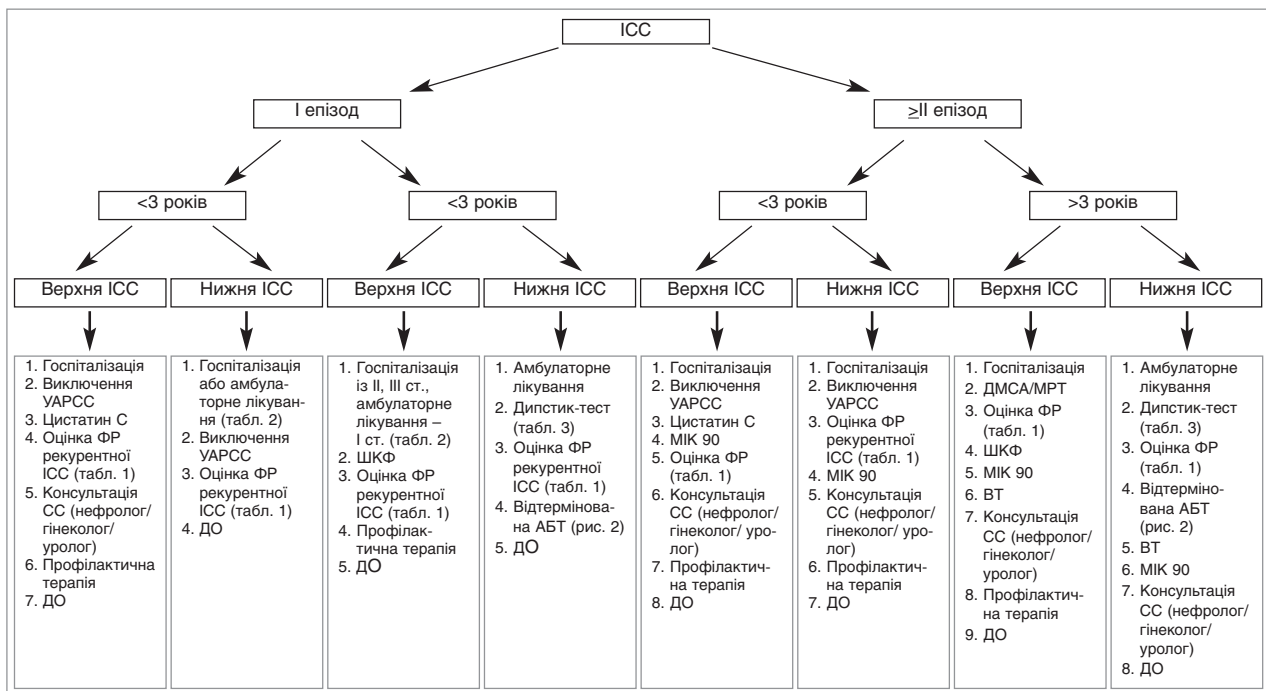 ІСС
І епізод
≥ІІ епізод
<3 років
<3 років
<3 років
>3 років
Верхня ІСС
Нижня ІСС
Верхня ІСС
Нижня ІСС
Верхня ІСС
Нижня ІСС
Верхня ІСС
Нижня ІСС
1. Госпіталізація
2. Виключення
УАРСС
3. Цистатин С
4. Оцінка ФР
рекурентної
ІСС (табл. 1)
5. Консультація
СС (нефролог/
гінеколог/
уролог)
6. Профілактична
терапія
7. ДО
1. Госпіталізація
або амбула-
торне лікуван-
ня (табл. 2)
2. Виключення
УАРСС
3. Оцінка ФР
рекурентної
ІСС (табл. 1)
4. ДО
1. Госпіталізація
із ІІ, ІІІ ст.,
амбулаторне
лікування –
І ст. (табл. 2)
2. ШКФ
3. Оцінка ФР
рекурентної
ІСС (табл. 1)
4. Профілак-
тична терапія
5. ДО
1. Амбулаторне
лікування
2. Дипстик-тест
(табл. 3)
3. Оцінка ФР
рекурентної
ІСС (табл. 1)
4. Відтермінова-
на АБТ (рис. 2)
5. ДО
1. Госпіталізація
2. Виключення
УАРСС
3. Цистатин С
4. МІК 90
5. Оцінка ФР
(табл. 1)
6. Консультація
СС (нефролог/
гінеколог/ уро-
лог)
7. Профілактич-
на терапія
8. ДО
1. Госпіталізація
2. Виключення
УАРСС
3. Оцінка ФР
рекурентної
ІСС (табл. 1)
4. МІК 90
5. Консультація
СС (нефролог/
гінеколог/ уро-
лог)
6. Профілактич-
на терапія
7. ДО
1. Госпіталізація
2. ДМСА/МРТ
3. Оцінка ФР
(табл. 1)
4. ШКФ
5. МІК 90
6. ВТ
7. Консультація
СС (нефролог/
гінеколог/
уролог)
8. Профілактич-
на терапія
9. ДО
1. Амбулаторне
лікування
2. Дипстик-тест
(табл. 3)
3. Оцінка ФР
(табл. 1)
4. Відтерміно-
вана АБТ
(рис. 2)
5. ВТ
6. МІК 90
7. Консультація
СС (нефролог/
гінеколог/
уролог)
8. ДО